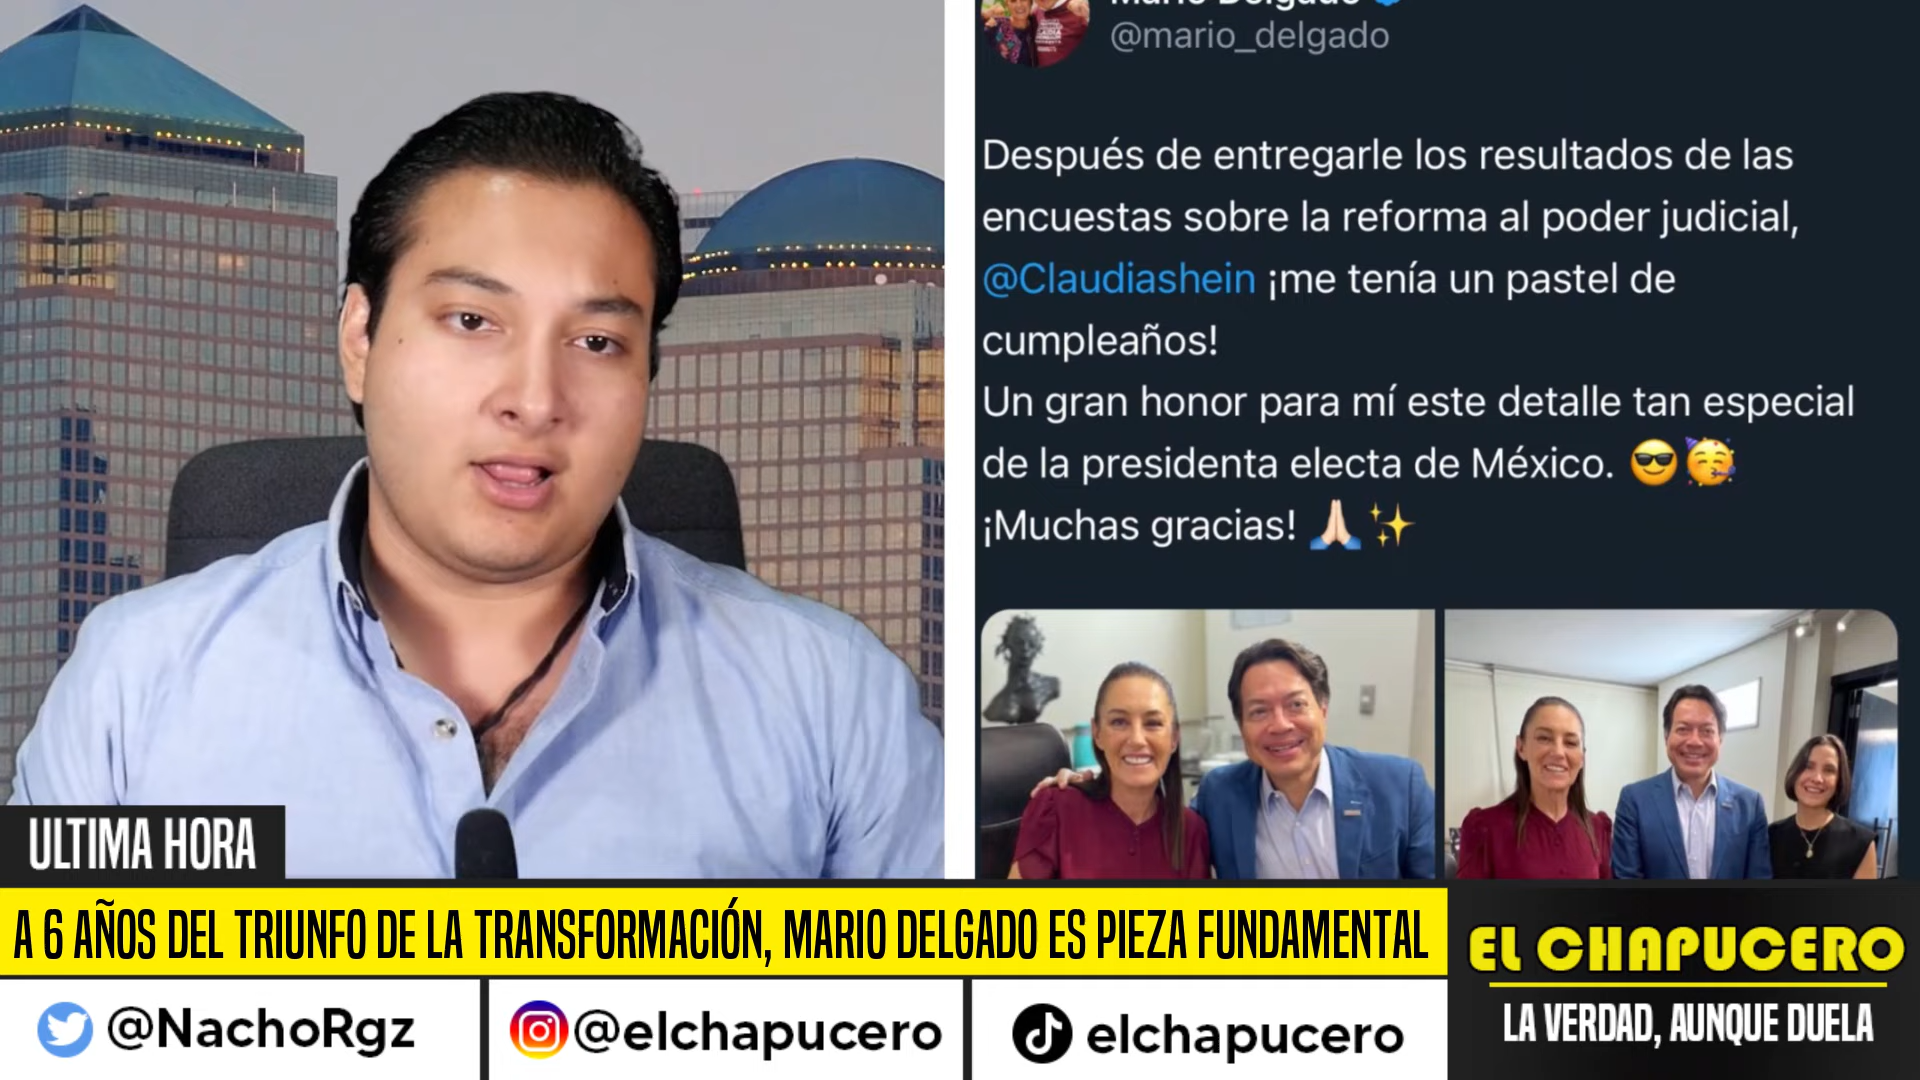 Mario Delgado
@mario_delgado
Después de entregarle los resultados de las
encuestas sobre la reforma al poder judicial,
@Claudiashein ¡me tenía un pastel de
cumpleaños!
Un gran honor para mí este detalle tan especial
de la presidenta electa de México. 😎🥳
¡Muchas gracias! 🙏🏻✨
ULTIMA HORA
A 6 AÑOS DEL TRIUNFO DE LA TRANSFORMACIÓN, MARIO DELGADO ES PIEZA FUNDAMENTAL
EL CHAPUCERO
LA VERDAD, AUNQUE DUELA
@NachoRgz
@elchapucero
elchapucero